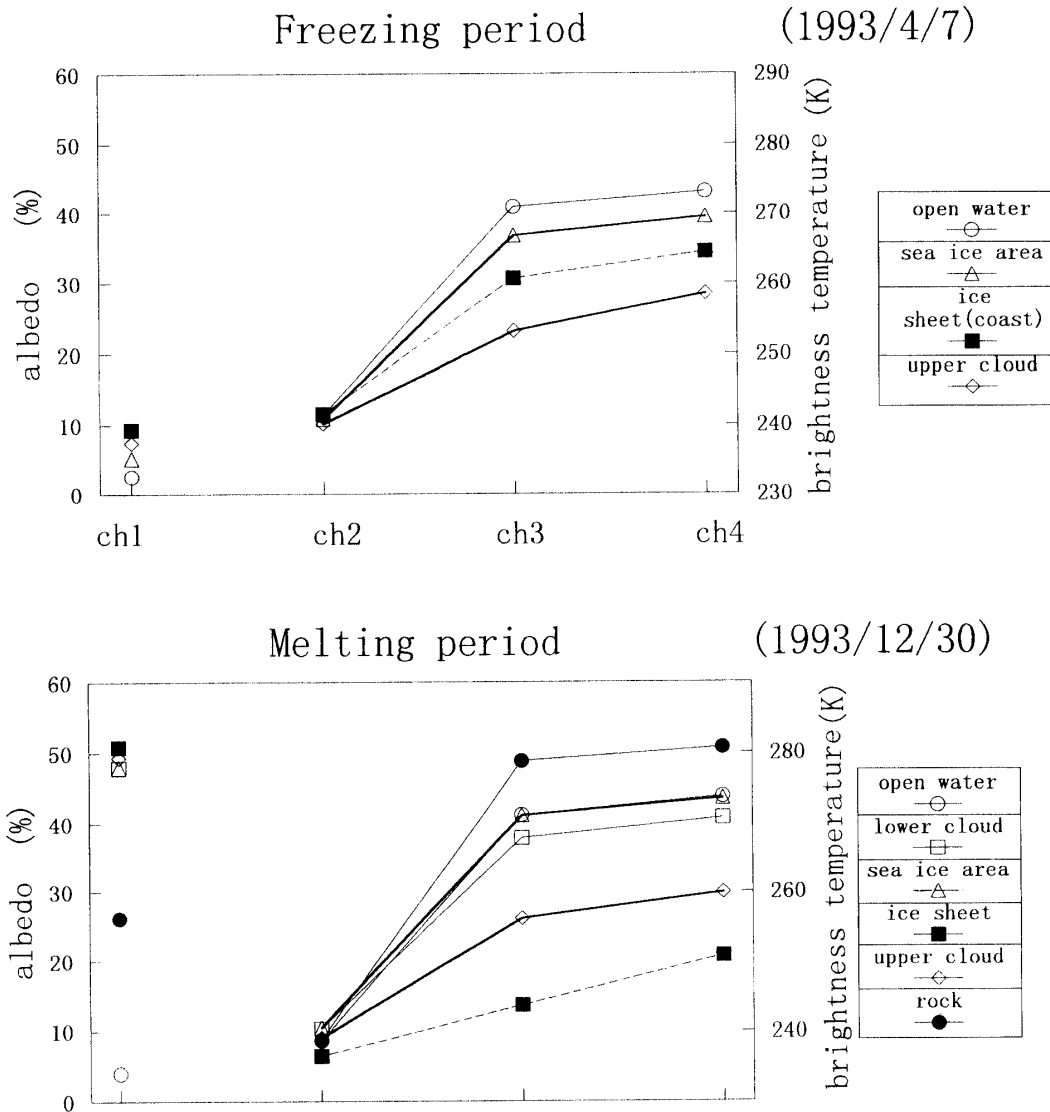 Freezing period (1993/4/7)
60
50
40
30
20
10
0
albedo (%)
290
280
270
260
250
240
230
brightness temperature (K)
ch1 ch2 ch3 ch4
open water
sea ice area
ice
sheet(coast)
upper cloud
Melting period (1993/12/30)
60
50
40
30
20
10
0
albedo (%)
280
260
240
brightness temperature(K)
open water
lower cloud
sea ice area
ice sheet
upper cloud
rock